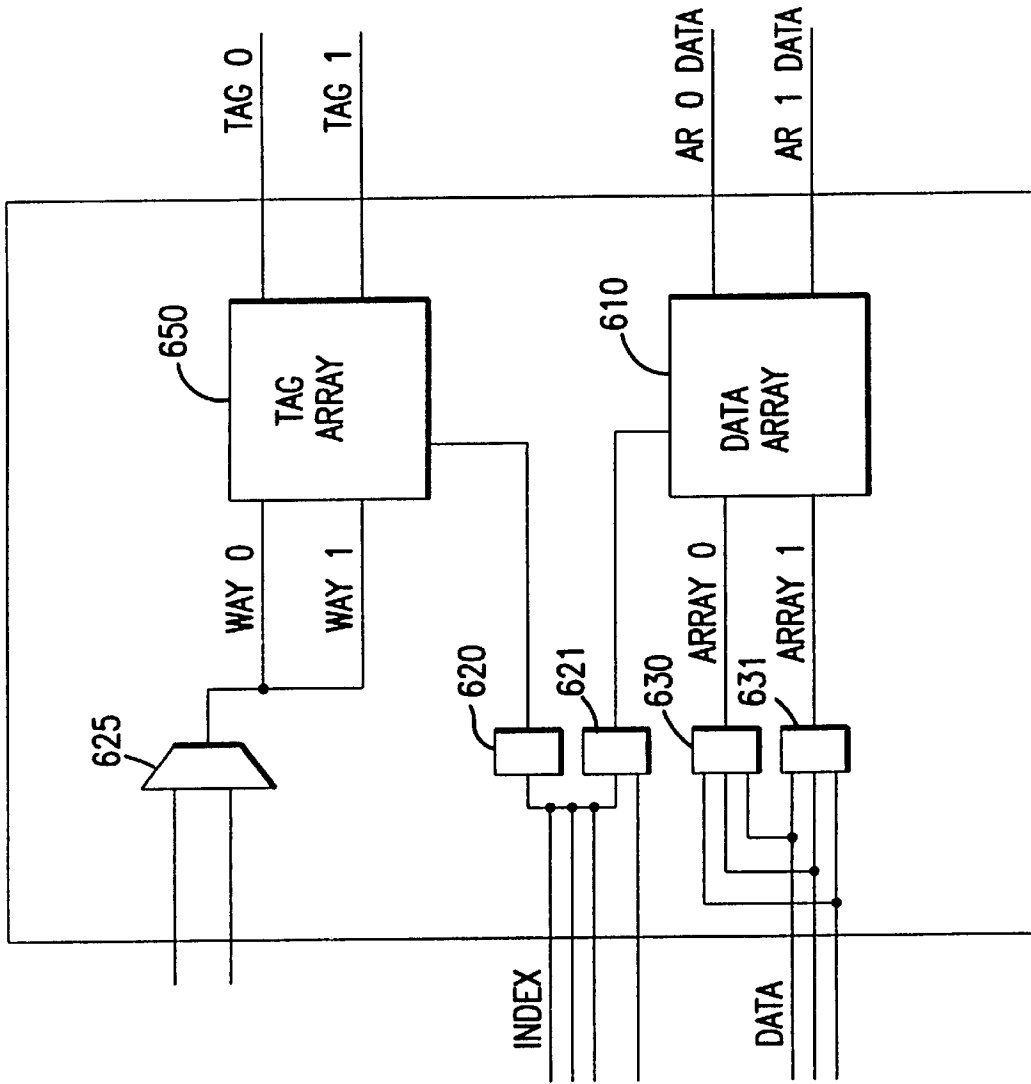 TAG 0
TAG 1
AR 0 DATA
AR 1 DATA
650
TAG
ARRAY
610
DATA
ARRAY
WAY 0
WAY 1
ARRAY 0
ARRAY 1
625
620
621
630
631
INDEX
DATA